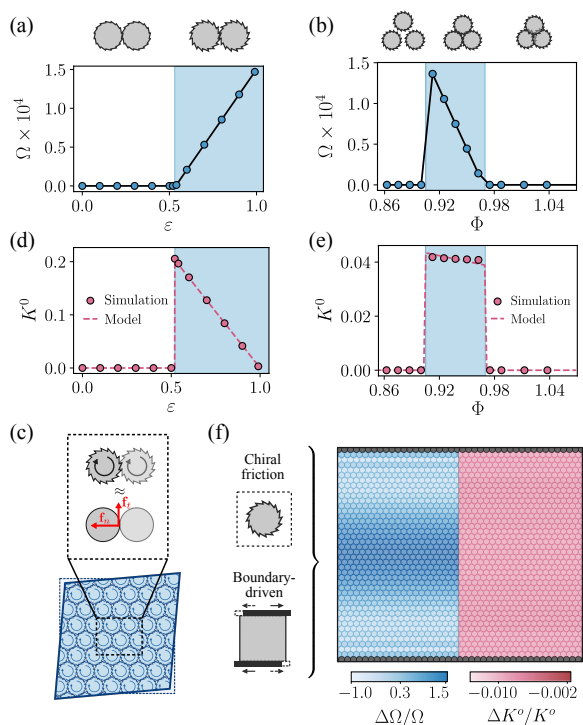 (a)
Ω × 10⁴
1.5
1.0
0.5
0.0
0.0
0.5
1.0
ε
(b)
Ω × 10⁴
1.5
1.0
0.5
0.0
0.86
0.92
0.98
1.04
Φ
(d)
K⁰
0.2
0.1
0.0
Simulation
Model
0.0
0.5
1.0
ε
(e)
K⁰
0.04
0.02
0.00
Simulation
Model
0.86
0.92
0.98
1.04
Φ
(c)
≈
fₙ
fₜ
(f)
Chiral
friction
Boundary-
driven
−1.0 0.3 1.5
ΔΩ/Ω
−0.010 −0.002
ΔKᵒ/Kᵒ